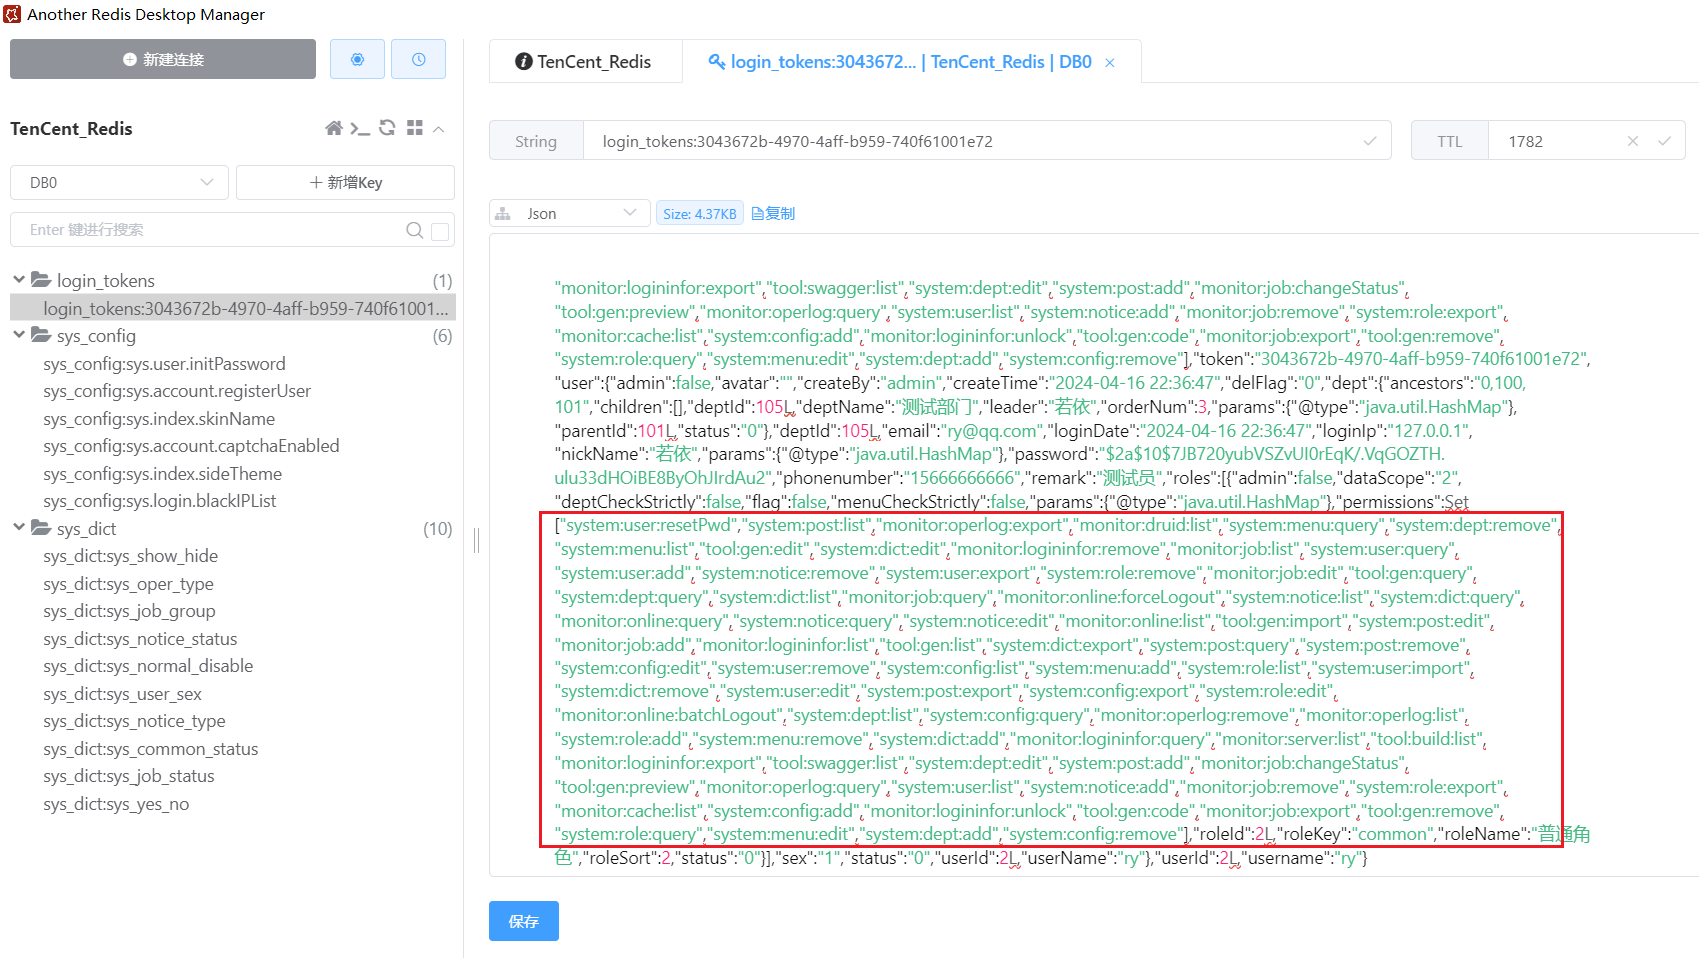 Another Redis Desktop Manager
新建连接
TenCent_Redis
DB0
新增Key
Enter 键进行搜索
login_tokens (1)
login_tokens:3043672b-4970-4aff-b959-740f61001...
sys_config (6)
sys_config:sys.user.initPassword
sys_config:sys.account.registerUser
sys_config:sys.index.skinName
sys_config:sys.account.captchaEnabled
sys_config:sys.index.sideTheme
sys_config:sys.login.blackIPList
sys_dict (10)
sys_dict:sys_show_hide
sys_dict:sys_oper_type
sys_dict:sys_job_group
sys_dict:sys_notice_status
sys_dict:sys_normal_disable
sys_dict:sys_user_sex
sys_dict:sys_notice_type
sys_dict:sys_common_status
sys_dict:sys_job_status
sys_dict:sys_yes_no
TenCent_Redis
login_tokens:3043672... | TenCent_Redis | DB0 ×
String login_tokens:3043672b-4970-4aff-b959-740f61001e72 TTL 1782
Json Size: 4.37KB 复制
"monitor:logininfor:export","tool:swagger:list","system:dept:edit","system:post:add","monitor:job:changeStatus",
"tool:gen:preview","monitor:operlog:query","system:user:list","system:notice:add","monitor:job:remove","system:role:export",
"monitor:cache:list","system:config:add","monitor:logininfor:unlock","tool:gen:code","monitor:job:export","tool:gen:remove",
"system:role:query","system:menu:edit","system:dept:add","system:config:remove"],"token":"3043672b-4970-4aff-b959-740f61001e72",
"user":{"admin":false,"avatar":"","createBy":"admin","createTime":"2024-04-16 22:36:47","delFlag":"0","dept":{"ancestors":"0,100,
101","children":[],"deptId":105L,"deptName":"测试部门","leader":"若依","orderNum":3,"params":{"@type":"java.util.HashMap"},
"parentId":101L,"status":"0"},"deptId":105L,"email":"ry@qq.com","loginDate":"2024-04-16 22:36:47","loginIp":"127.0.0.1",
"nickName":"若依","params":{"@type":"java.util.HashMap"},"password":"$2a$10$7JB720yubVSZvUI0rEqK/.VqGOZTH.
ulu33dHOiBE8ByOhJIrdAu2","phonenumber":"15666666666","remark":"测试员","roles":[{"admin":false,"dataScope":"2",
"deptCheckStrictly":false,"flag":false,"menuCheckStrictly":false,"params":{"@type":"java.util.HashMap"},"permissions":Set
["system:user:resetPwd","system:post:list","monitor:operlog:export","monitor:druid:list","system:menu:query","system:dept:remove",
"system:menu:list","tool:gen:edit","system:dict:edit","monitor:logininfor:remove","monitor:job:list","system:user:query",
"system:user:add","system:notice:remove","system:user:export","system:role:remove","monitor:job:edit","tool:gen:query",
"system:dept:query","system:dict:list","monitor:job:query","monitor:online:forceLogout","system:notice:list","system:dict:query",
"monitor:online:query","system:notice:query","system:notice:edit","monitor:online:list","tool:gen:import","system:post:edit",
"monitor:job:add","monitor:logininfor:list","tool:gen:list","system:dict:export","system:post:query","system:post:remove",
"system:config:edit","system:user:remove","system:config:list","system:menu:add","system:role:list","system:user:import",
"system:dict:remove","system:user:edit","system:post:export","system:config:export","system:role:edit",
"monitor:online:batchLogout","system:dept:list","system:config:query","monitor:operlog:remove","monitor:operlog:list",
"system:role:add","system:menu:remove","system:dict:add","monitor:logininfor:query","monitor:server:list","tool:build:list",
"monitor:logininfor:export","tool:swagger:list","system:dept:edit","system:post:add","monitor:job:changeStatus",
"tool:gen:preview","monitor:operlog:query","system:user:list","system:notice:add","monitor:job:remove","system:role:export",
"monitor:cache:list","system:config:add","monitor:logininfor:unlock","tool:gen:code","monitor:job:export","tool:gen:remove",
"system:role:query","system:menu:edit","system:dept:add","system:config:remove"],"roleId":2L,"roleKey":"common","roleName":"普通角
色","roleSort":2,"status":"0"}],"sex":"1","status":"0","userId":2L,"userName":"ry"},"userId":2L,"username":"ry"}
保存